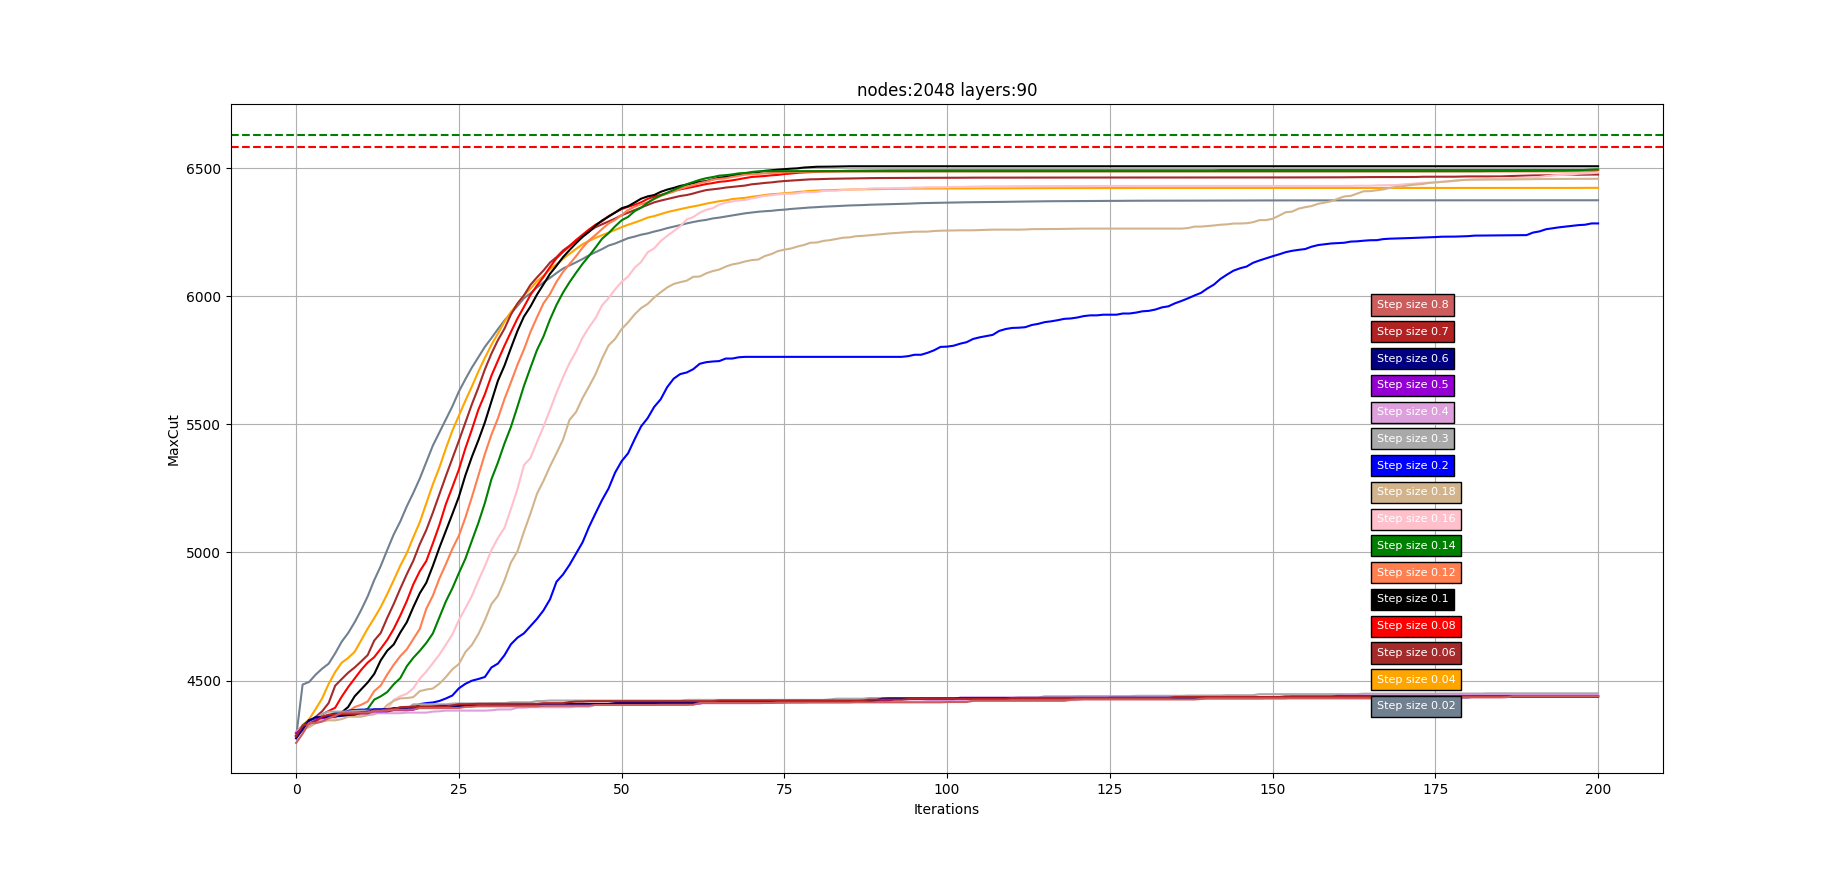 nodes:2048 layers:90
6500
6000
5500
5000
4500
MaxCut
Step size 0.8
Step size 0.7
Step size 0.6
Step size 0.5
Step size 0.4
Step size 0.3
Step size 0.2
Step size 0.18
Step size 0.16
Step size 0.14
Step size 0.12
Step size 0.1
Step size 0.08
Step size 0.06
Step size 0.04
Step size 0.02
0 25 50 75 100 125 150 175 200
Iterations